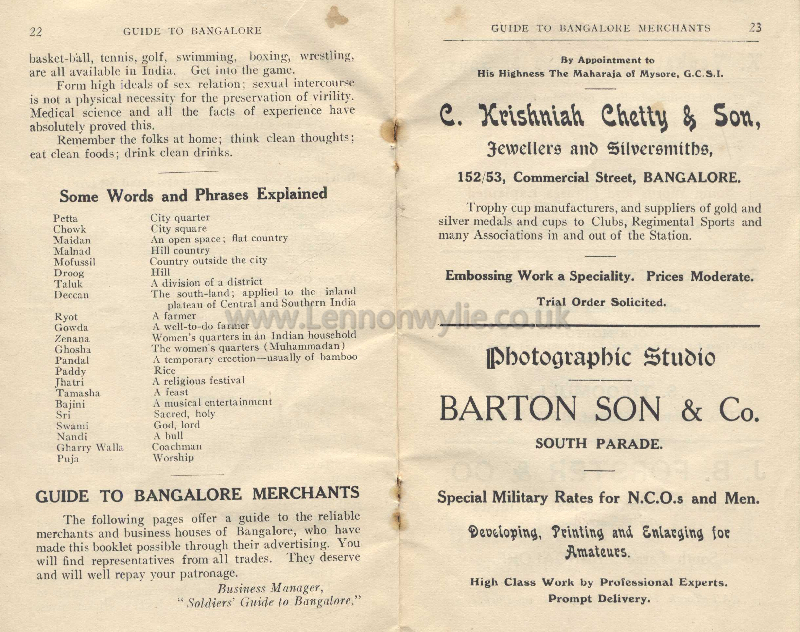 22 GUIDE TO BANGALORE
basket-ball, tennis, golf, swimming, boxing, wrestling,
are all available in India. Get into the game.
Form high ideals of sex relation; sexual intercourse
is not a physical necessity for the preservation of virility.
Medical science and all the facts of experience have
absolutely proved this.
Remember the folks at home; think clean thoughts;
eat clean foods; drink clean drinks.
Some Words and Phrases Explained
Petta City quarter
Chowk City square
Maidan An open space; flat country
Malnad Hill country
Mofussil Country outside the city
Droog Hill
Taluk A division of a district
Deccan The south-land; applied to the inland
plateau of Central and Southern India
Ryot A farmer
Gowda A well-to-do farmer
Zenana Women's quarters in an Indian household
Ghosha The women's quarters (Muhammadan)
Pandal A temporary erection—usually of bamboo
Paddy Rice
Jhatri A religious festival
Tamasha A feast
Bajini A musical entertainment
Sri Sacred, holy
Swami God, lord
Nandi A bull
Gharry Walla Coachman
Puja Worship
GUIDE TO BANGALORE MERCHANTS
The following pages offer a guide to the reliable
merchants and business houses of Bangalore, who have
made this booklet possible through their advertising. You
will find representatives from all trades. They deserve
and will well repay your patronage.
Business Manager,
"Soldiers' Guide to Bangalore,"
GUIDE TO BANGALORE MERCHANTS 23
By Appointment to
His Highness The Maharaja of Mysore, G.C.S.I.
C. Krishniah Chetty & Son,
Jewellers and Silversmiths,
152/53, Commercial Street, BANGALORE.
Trophy cup manufacturers, and suppliers of gold and
silver medals and cups to Clubs, Regimental Sports and
many Associations in and out of the Station.
Embossing Work a Speciality. Prices Moderate.
Trial Order Solicited.
Photographic Studio
BARTON SON & Co.
SOUTH PARADE.
Special Military Rates for N.C.O.s and Men.
Developing, Printing and Enlarging for
Amateurs.
High Class Work by Professional Experts.
Prompt Delivery.
www.Lennonwylie.co.uk